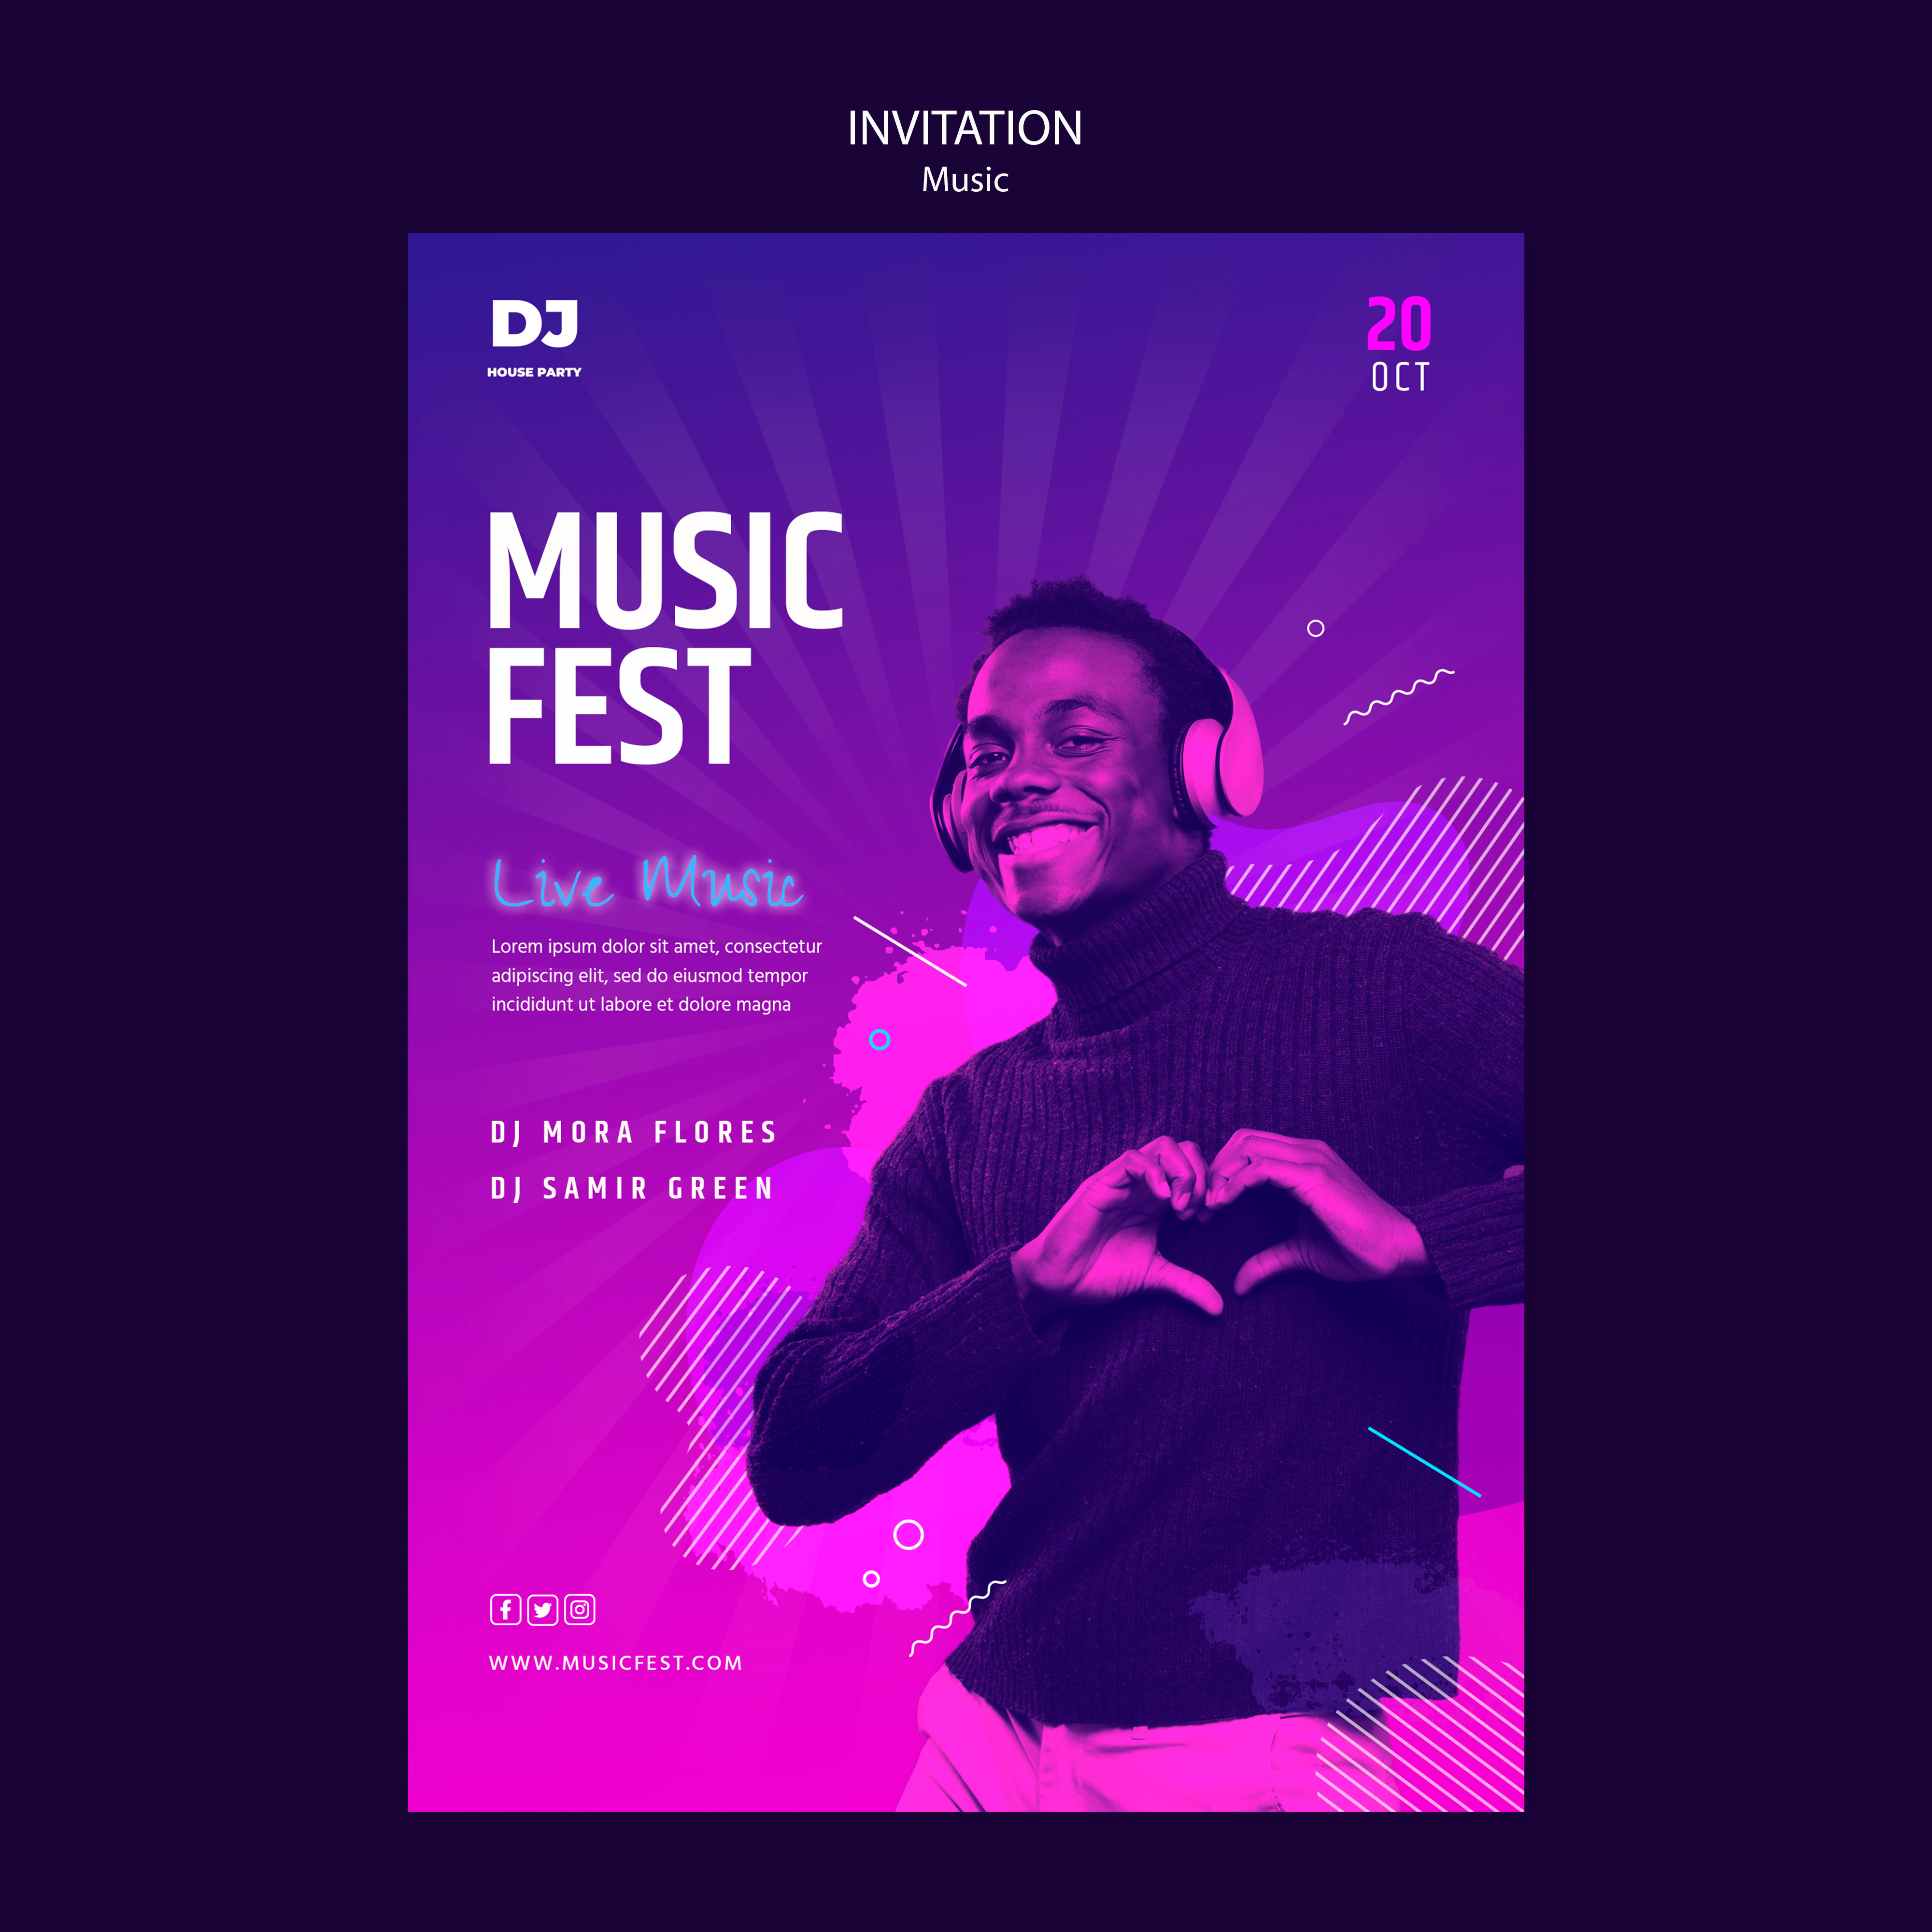 INVITATION
Music
DJ
HOUSE PARTY
20
OCT
MUSIC
FEST
Live Music
Lorem ipsum dolor sit amet, consectetur
adipiscing elit, sed do eiusmod tempor
incididunt ut labore et dolore magna
DJ MORA FLORES
DJ SAMIR GREEN
WWW.MUSICFEST.COM